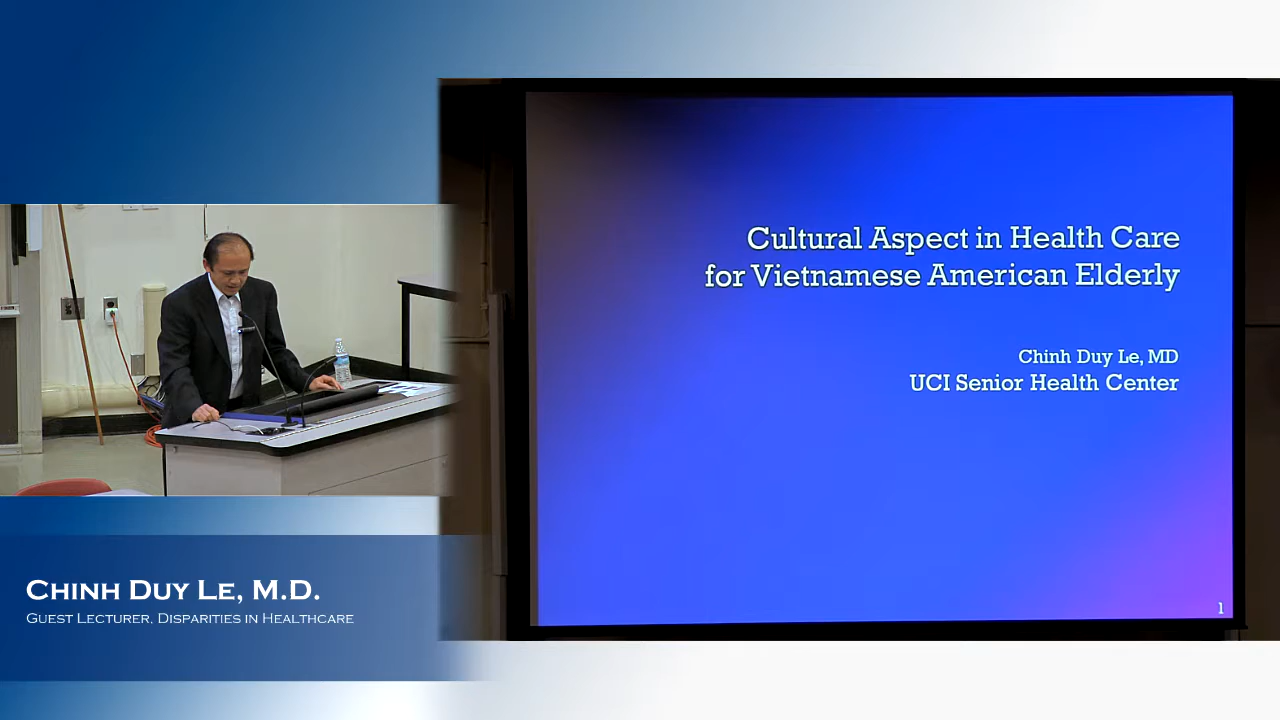 Cultural Aspect in Health Care
for Vietnamese American Elderly
Chinh Duy Le, MD
UCI Senior Health Center
1
Chinh Duy Le, M.D.
Guest Lecturer, Disparities in Healthcare